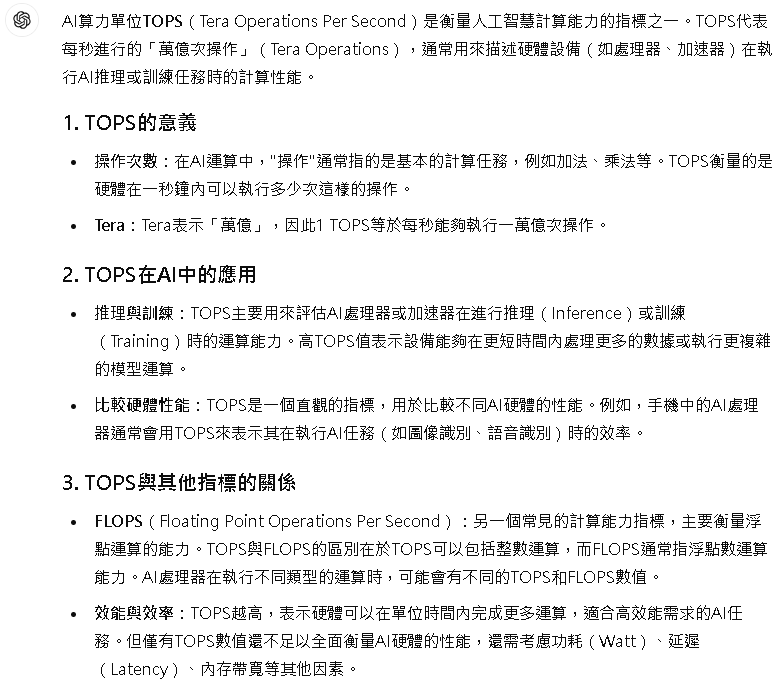 AI算力單位TOPS（Tera Operations Per Second）是衡量人工智慧計算能力的指標之一。TOPS代表
每秒進行的「萬億次操作」（Tera Operations），通常用來描述硬體設備（如處理器、加速器）在執
行AI推理或訓練任務時的計算性能。
1. TOPS的意義
• 操作次數：在AI運算中，"操作"通常指的是基本的計算任務，例如加法、乘法等。TOPS衡量的是
硬體在一秒鐘內可以執行多少次這樣的操作。
• Tera：Tera表示「萬億」，因此1 TOPS等於每秒能夠執行一萬億次操作。
2. TOPS在AI中的應用
• 推理與訓練：TOPS主要用來評估AI處理器或加速器在進行推理（Inference）或訓練
（Training）時的運算能力。高TOPS值表示設備能夠在更短時間內處理更多的數據或執行更複雜
的模型運算。
• 比較硬體性能：TOPS是一個直觀的指標，用於比較不同AI硬體的性能。例如，手機中的AI處理
器通常會用TOPS來表示其在執行AI任務（如圖像識別、語音識別）時的效率。
3. TOPS與其他指標的關係
• FLOPS（Floating Point Operations Per Second）：另一個常見的計算能力指標，主要衡量浮
點運算的能力。TOPS與FLOPS的區別在於TOPS可以包括整數運算，而FLOPS通常指浮點數運算
能力。AI處理器在執行不同類型的運算時，可能會有不同的TOPS和FLOPS數值。
• 效能與效率：TOPS越高，表示硬體可以在單位時間內完成更多運算，適合高效能需求的AI任
務。但僅有TOPS數值還不足以全面衡量AI硬體的性能，還需考慮功耗（Watt）、延遲
（Latency）、內存帶寬等其他因素。